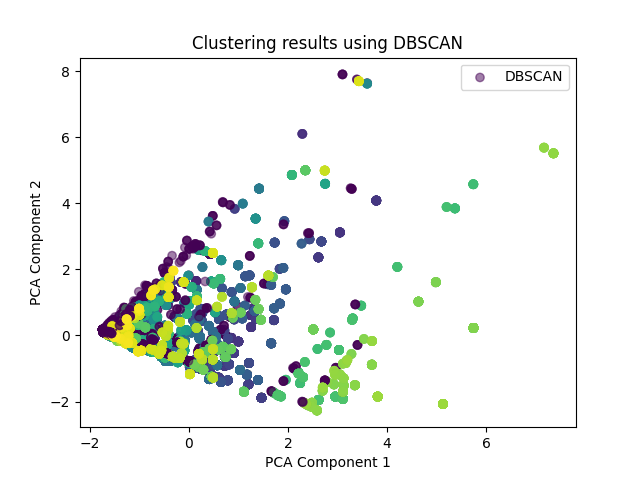 Clustering results using DBSCAN
DBSCAN
8
6
4
2
0
−2
PCA Component 2
−2
0
2
4
6
PCA Component 1